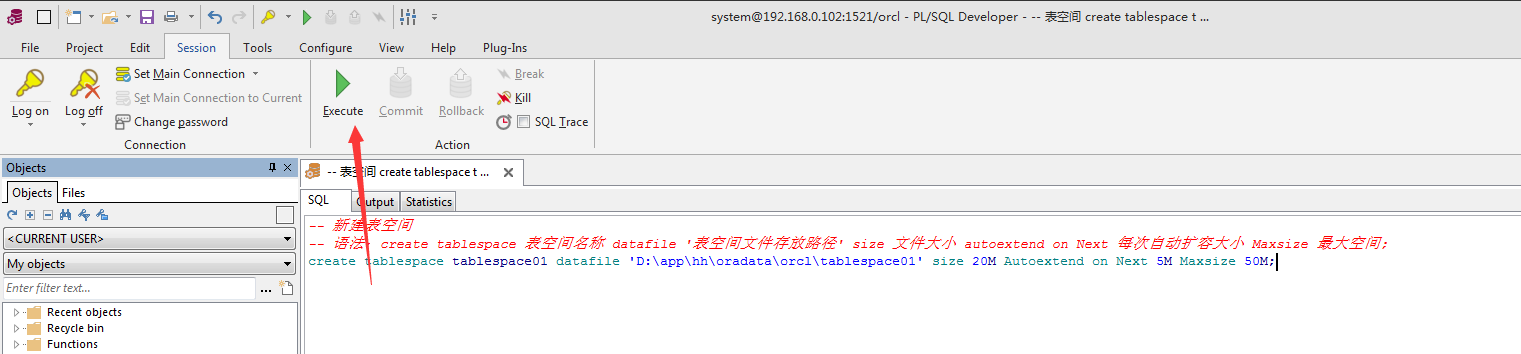 system@192.168.0.102:1521/orcl - PL/SQL Developer - -- 表空间 create tablespace t ...
File Project Edit Session Tools Configure View Help Plug-Ins
Log on
Log off
Set Main Connection
Set Main Connection to Current
Change password
Connection
Execute
Commit
Rollback
Break
Kill
SQL Trace
Action
Objects
Objects Files
<CURRENT USER>
My objects
Enter filter text...
...
Recent objects
Recycle bin
Functions
-- 表空间 create tablespace t ...
SQL Output Statistics
-- 新建表空间
-- 语法: create tablespace 表空间名称 datafile '表空间文件存放路径' size 文件大小 autoextend on Next 每次自动扩容大小 Maxsize 最大空间;
create tablespace tablespace01 datafile 'D:\app\hh\oradata\orcl\tablespace01' size 20M Autoextend on Next 5M Maxsize 50M;